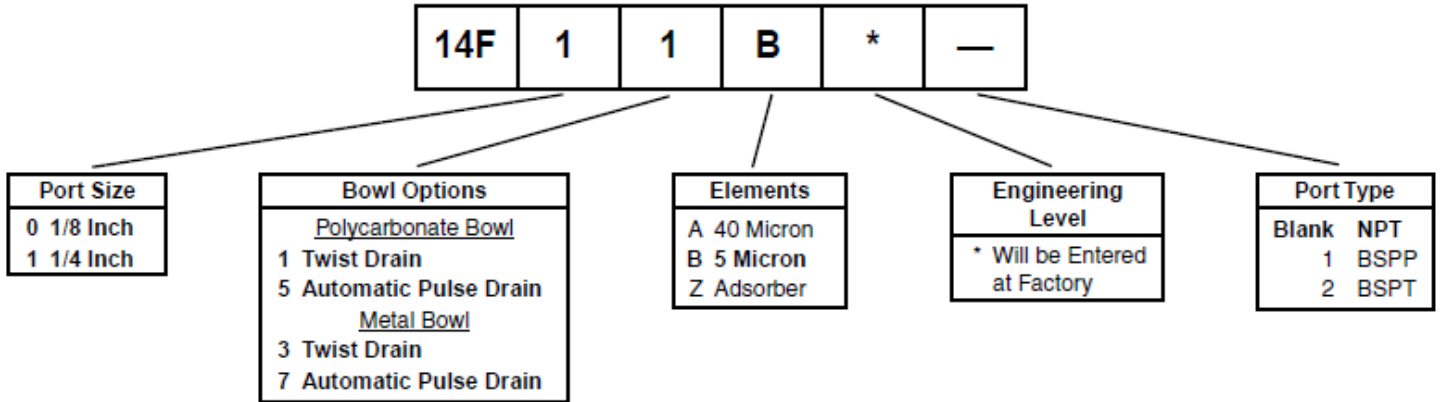 14F 1 1 B * —
Port Size
0 1/8 Inch
1 1/4 Inch
Bowl Options
Polycarbonate Bowl
1 Twist Drain
5 Automatic Pulse Drain
Metal Bowl
3 Twist Drain
7 Automatic Pulse Drain
Elements
A 40 Micron
B 5 Micron
Z Adsorber
Engineering
Level
* Will be Entered
at Factory
Port Type
Blank NPT
1 BSPP
2 BSPT